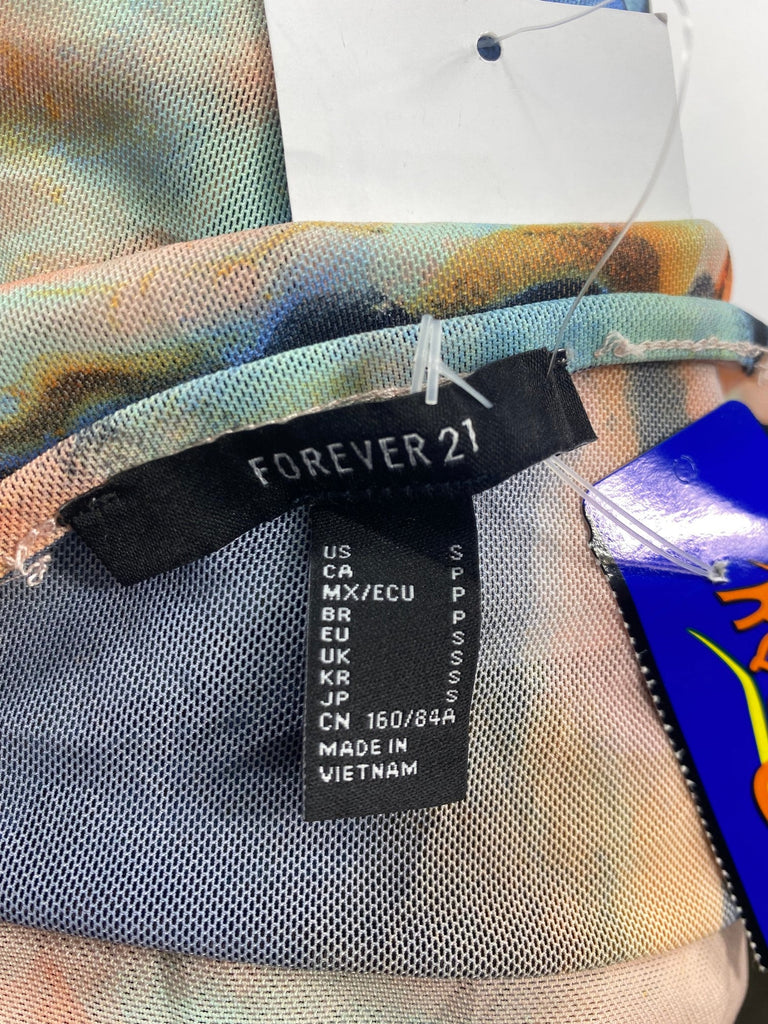 FOREVER 21
US S
CA P
MX/ECU P
BR P
EU S
UK S
KR S
JP S
CN 160/84A
MADE IN
VIETNAM